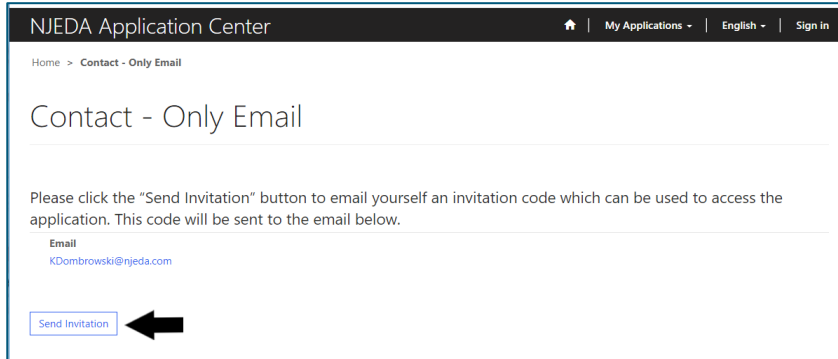 NJEDA Application Center
My Applications
English
Sign in
Home > Contact - Only Email
Contact - Only Email
Please click the “Send Invitation” button to email yourself an invitation code which can be used to access the
application. This code will be sent to the email below.
Email
KDombrowski@njeda.com
Send Invitation